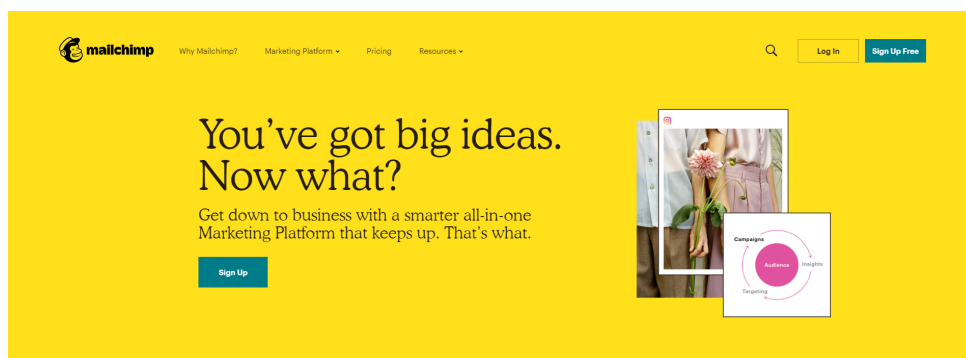 mailchimp
Why Mailchimp?
Marketing Platform
Pricing
Resources
Log In
Sign Up Free
You’ve got big ideas.
Now what?
Get down to business with a smarter all-in-one
Marketing Platform that keeps up. That’s what.
Sign Up
Campaigns
Audience
Insights
Targeting